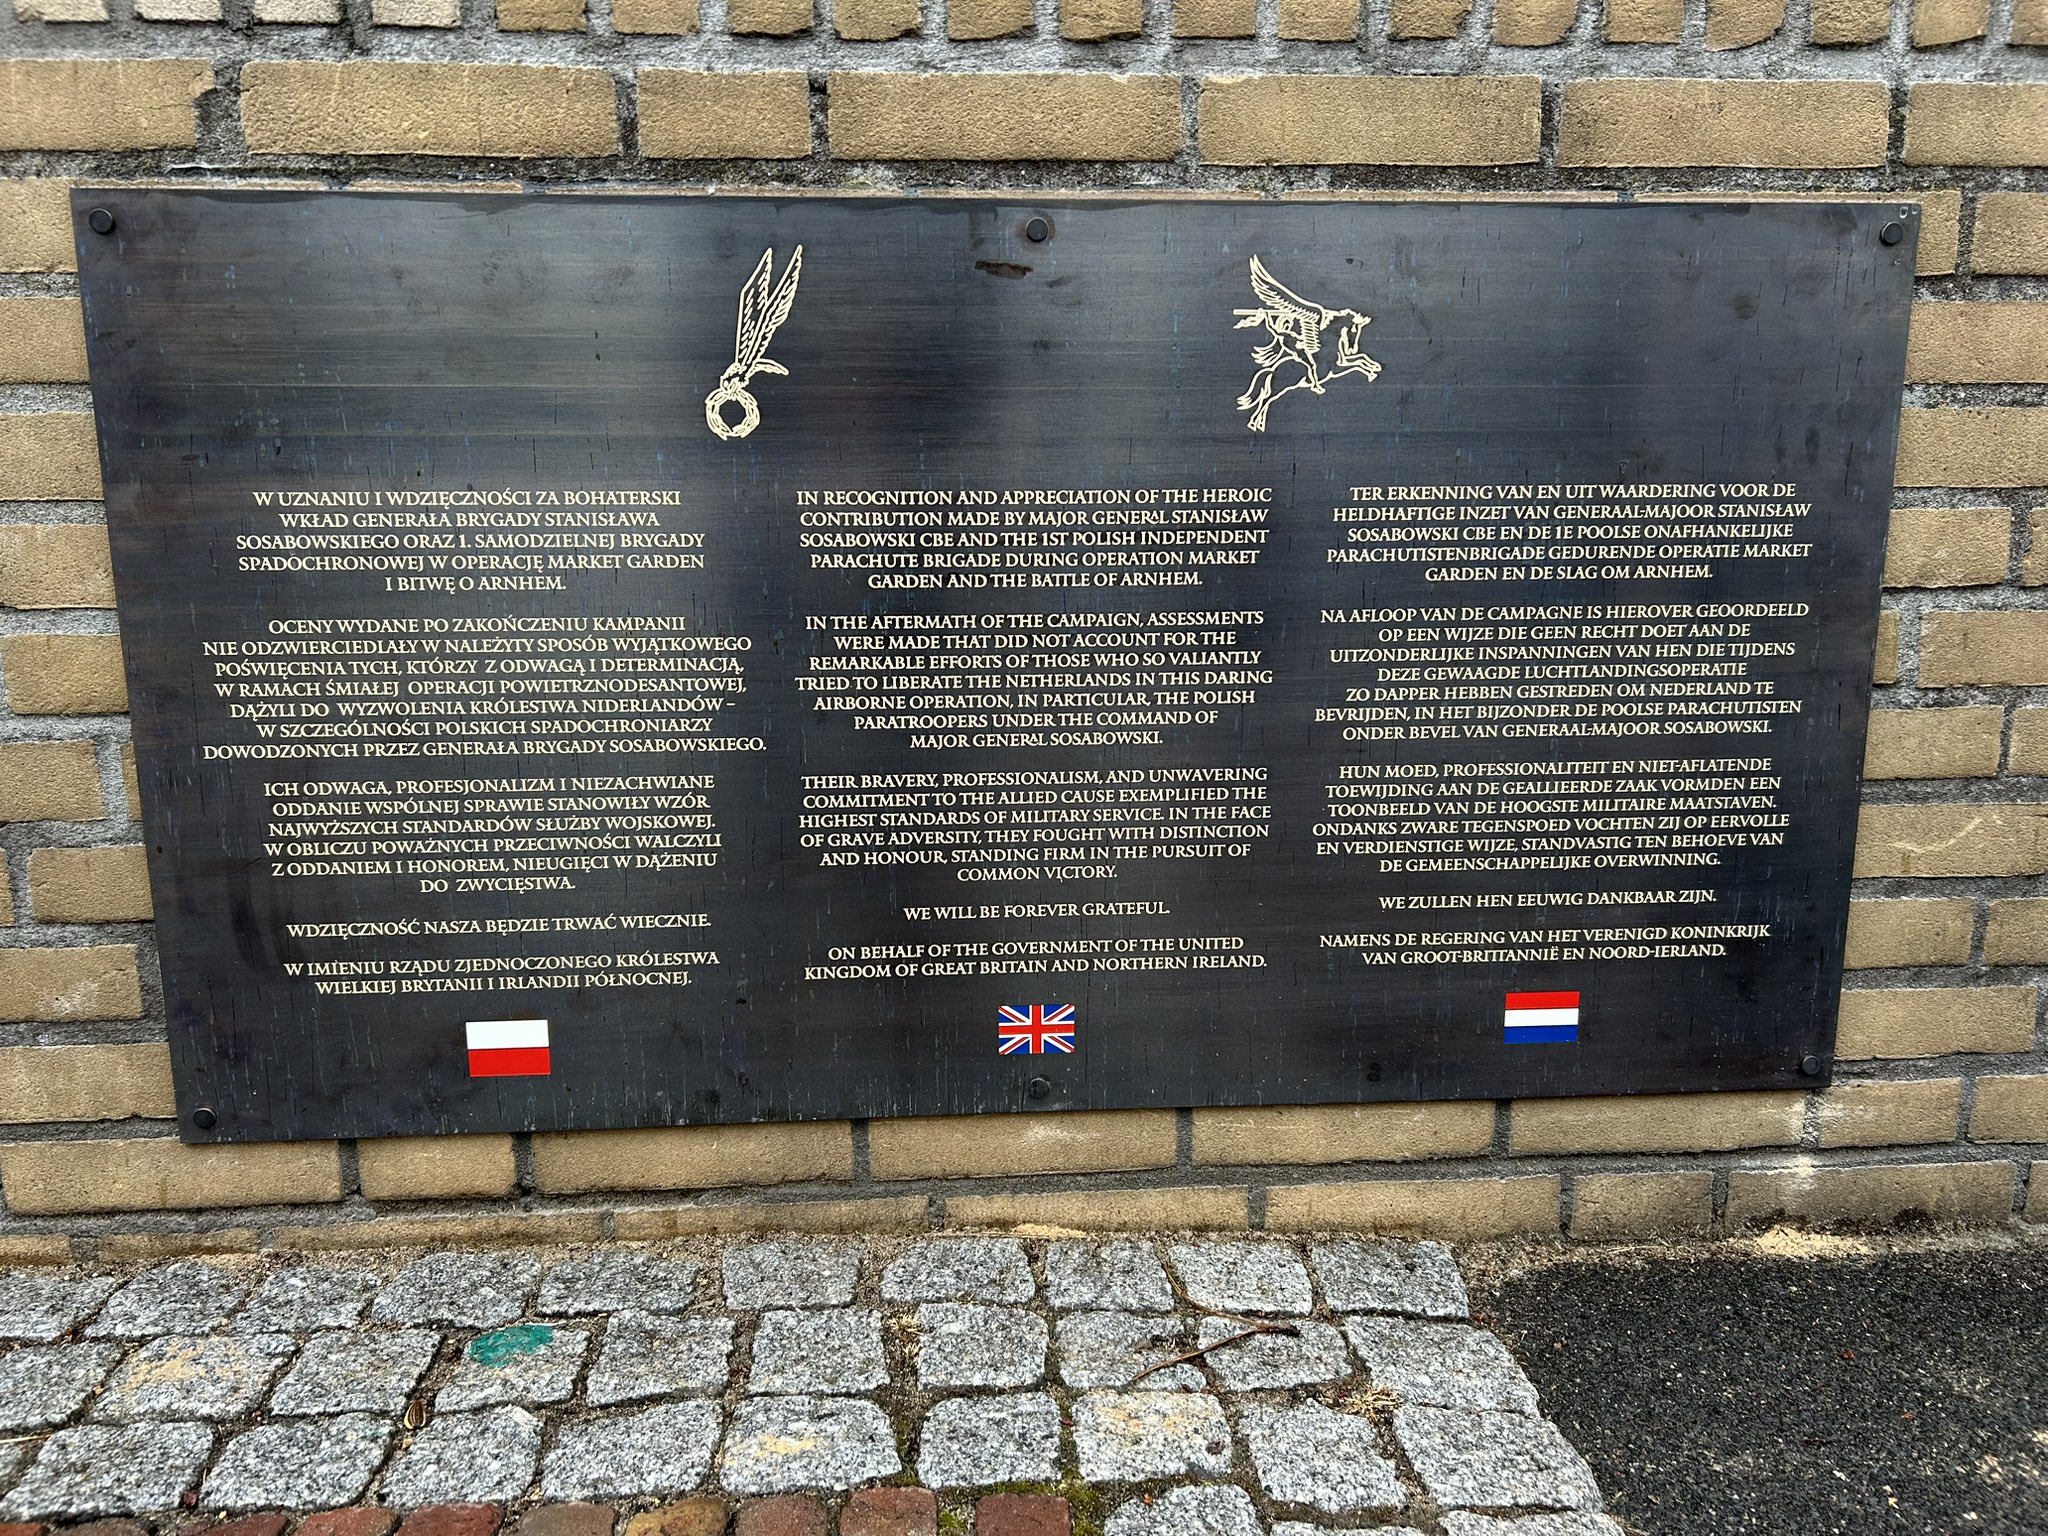 W UZNANIU I WDZIĘCZNOŚCI ZA BOHATERSKI
WKŁAD GENERAŁA BRYGADY STANISŁAWA
SOSABOWSKIEGO ORAZ 1. SAMODZIELNEJ BRYGADY
SPADOCHRONOWEJ W OPERACJĘ MARKET GARDEN
I BITWĘ O ARNHEM.
OCENY WYDANE PO ZAKOŃCZENIU KAMPANII
NIE ODZWIERCIEDLAŁY W NALEŻYTY SPOSÓB WYJĄTKOWEGO
POŚWIĘCENIA TYCH, KTÓRZY Z ODWAGĄ I DETERMINACJĄ,
W RAMACH ŚMIAŁEJ OPERACJI POWIETRZNODESANTOWEJ,
DĄŻYLI DO WYZWOLENIA KRÓLESTWA NIDERLANDÓW –
W SZCZEGÓLNOŚCI POLSKICH SPADOCHRONIARZY
DOWODZONYCH PRZEZ GENERAŁA BRYGADY SOSABOWSKIEGO.
ICH ODWAGA, PROFESJONALIZM I NIEZACHWIANE
ODDANIE WSPÓLNEJ SPRAWIE STANOWIŁY WZÓR
NAJWYŻSZYCH STANDARDÓW SŁUŻBY WOJSKOWEJ.
W OBLICZU POWAŻNYCH PRZECIWNOŚCI WALCZYLI
Z ODDANIEM I HONOREM, NIEUGIĘCI W DĄŻENIU
DO ZWYCIĘSTWA.
WDZIĘCZNOŚĆ NASZA BĘDZIE TRWAĆ WIECZNIE.
W IMIENIU RZĄDU ZJEDNOCZONEGO KRÓLESTWA
WIELKIEJ BRYTANII I IRLANDII PÓŁNOCNEJ.
IN RECOGNITION AND APPRECIATION OF THE HEROIC
CONTRIBUTION MADE BY MAJOR GENERAL STANISŁAW
SOSABOWSKI CBE AND THE 1ST POLISH INDEPENDENT
PARACHUTE BRIGADE DURING OPERATION MARKET
GARDEN AND THE BATTLE OF ARNHEM.
IN THE AFTERMATH OF THE CAMPAIGN, ASSESSMENTS
WERE MADE THAT DID NOT ACCOUNT FOR THE
REMARKABLE EFFORTS OF THOSE WHO SO VALIANTLY
TRIED TO LIBERATE THE NETHERLANDS IN THIS DARING
AIRBORNE OPERATION, IN PARTICULAR, THE POLISH
PARATROOPERS UNDER THE COMMAND OF
MAJOR GENERAL SOSABOWSKI.
THEIR BRAVERY, PROFESSIONALISM, AND UNWAVERING
COMMITMENT TO THE ALLIED CAUSE EXEMPLIFIED THE
HIGHEST STANDARDS OF MILITARY SERVICE. IN THE FACE
OF GRAVE ADVERSITY, THEY FOUGHT WITH DISTINCTION
AND HONOUR, STANDING FIRM IN THE PURSUIT OF
COMMON VICTORY.
WE WILL BE FOREVER GRATEFUL.
ON BEHALF OF THE GOVERNMENT OF THE UNITED
KINGDOM OF GREAT BRITAIN AND NORTHERN IRELAND.
TER ERKENNING VAN EN UIT WAARDERING VOOR DE
HELDHAFTIGE INZET VAN GENERAAL-MAJOOR STANISŁAW
SOSABOWSKI CBE EN DE 1E POOLSE ONAFHANKELIJKE
PARACHUTISTENBRIGADE GEDURENDE OPERATIE MARKET
GARDEN EN DE SLAG OM ARNHEM.
NA AFLOOP VAN DE CAMPAGNE IS HIEROVER GEOORDEELD
OP EEN WIJZE DIE GEEN RECHT DOET AAN DE
UITZONDERLIJKE INSPANNINGEN VAN HEN DIE TIJDENS
DEZE GEWAAGDE LUCHTLANDINGSOPERATIE
ZO DAPPER HEBBEN GESTREDEN OM NEDERLAND TE
BEVRIJDEN, IN HET BIJZONDER DE POOLSE PARACHUTISTEN
ONDER BEVEL VAN GENERAAL-MAJOOR SOSABOWSKI.
HUN MOED, PROFESSIONALITEIT EN NIET-AFLATENDE
TOEWIJDING AAN DE GEALLIEERDE ZAAK VORMDEN EEN
TOONBEELD VAN DE HOOGSTE MILITAIRE MAATSTAVEN.
ONDANKS ZWARE TEGENSPOED VOCHTEN ZIJ OP EERVOLLE
EN VERDIENSTIGE WIJZE, STANDVASTIG TEN BEHOEVE VAN
DE GEMEENSCHAPPELIJKE OVERWINNING.
WE ZULLEN HEN EEUWIG DANKBAAR ZIJN.
NAMENS DE REGERING VAN HET VERENIGD KONINKRIJK
VAN GROOT-BRITTANNIË EN NOORD-IERLAND.